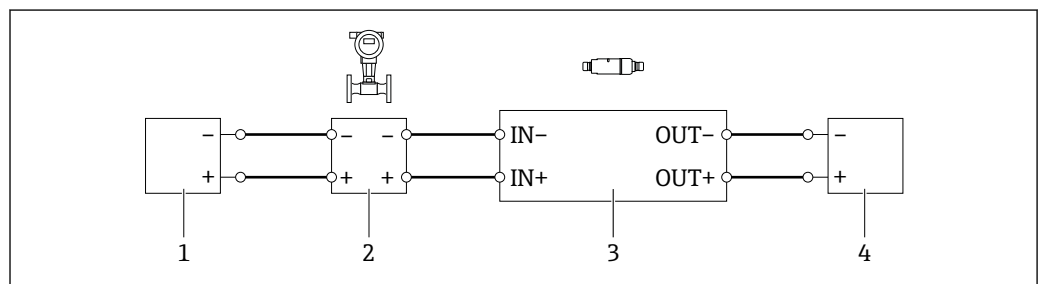 − − − IN− OUT− −
+ + + IN+ OUT+ +
1 2 3 4